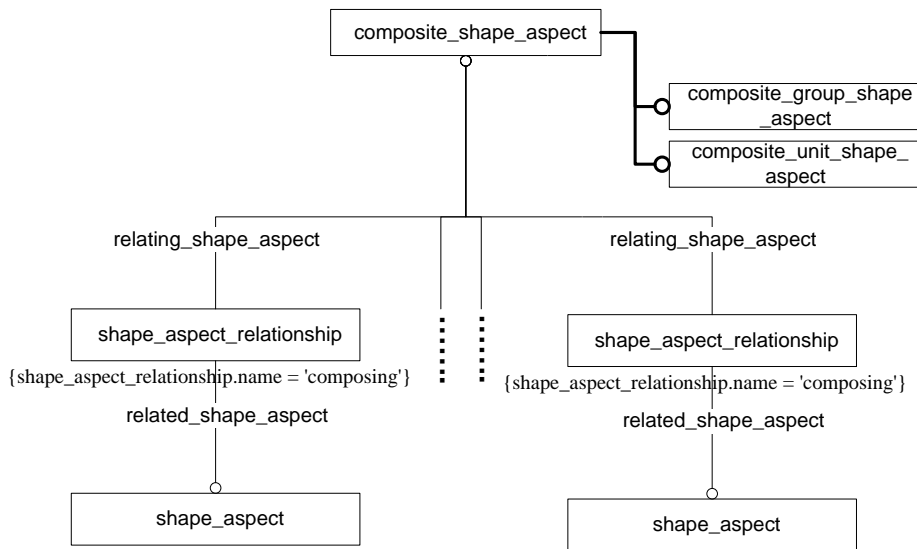 composite_shape_aspect
composite_group_shape
_aspect
composite_unit_shape_
aspect
relating_shape_aspect
relating_shape_aspect
shape_aspect_relationship
shape_aspect_relationship
{shape_aspect_relationship.name = 'composing'}
{shape_aspect_relationship.name = 'composing'}
related_shape_aspect
related_shape_aspect
shape_aspect
shape_aspect